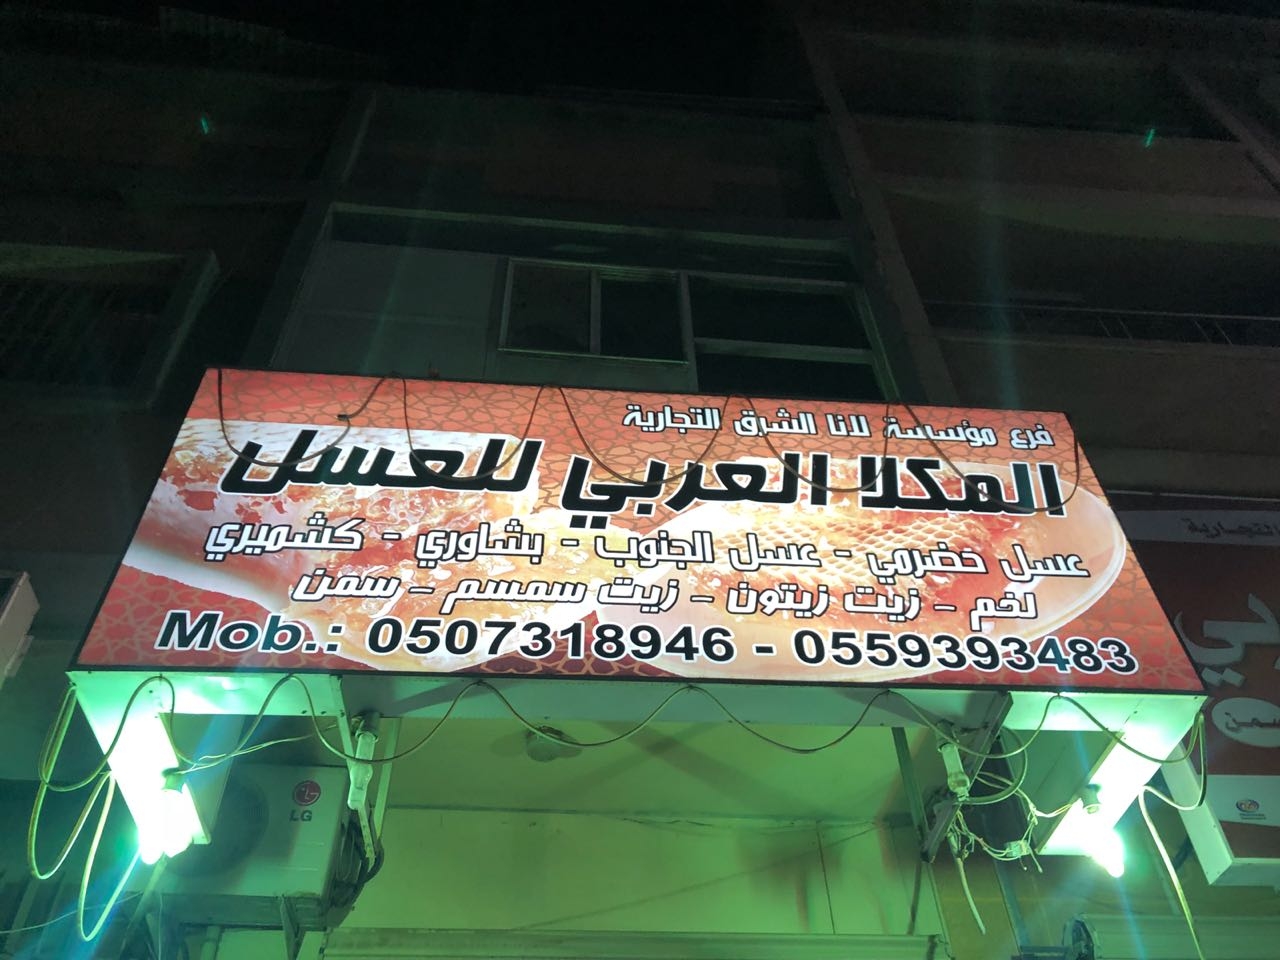 فرع مؤسسة لانا الشرق التجارية
المكلا العربي للعسل
عسل حضرمي - عسل الجنوب - بشاوري - كشميري
لخم - زيت زيتون - زيت سمسم - سمن
Mob.: 0507318946 - 0559393483
LG